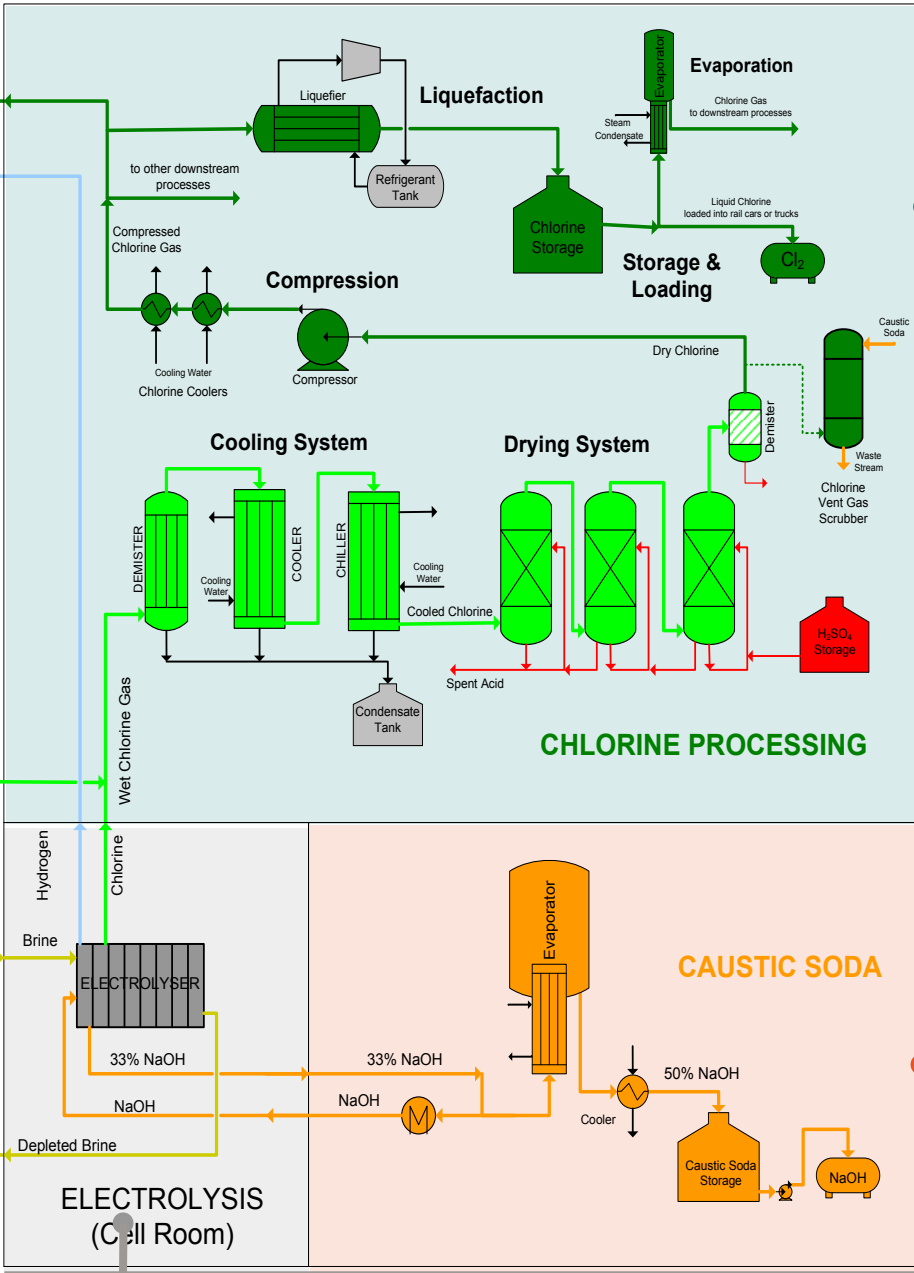 Evaporator
Evaporation
Liquefier
Liquefaction
Chlorine Gas
to downstream processes
Steam
Condensate
to other downstream
processes
Refrigerant
Tank
Chlorine
Storage
Liquid Chlorine
loaded into rail cars or trucks
Compressed
Chlorine Gas
Storage &
Loading
Cl₂
Compression
Caustic
Soda
Dry Chlorine
Cooling Water
Chlorine Coolers
Compressor
Demister
Cooling System
Drying System
Waste
Stream
Chlorine
Vent Gas
Scrubber
DEMISTER
COOLER
CHILLER
Cooling
Water
Cooling
Water
Cooled Chlorine
H₂SO₄
Storage
Spent Acid
Condensate
Tank
CHLORINE PROCESSING
Wet Chlorine Gas
Hydrogen
Chlorine
Brine
ELECTROLYSER
Evaporator
CAUSTIC SODA
33% NaOH
33% NaOH
50% NaOH
NaOH
NaOH
Cooler
Depleted Brine
Caustic Soda
Storage
NaOH
ELECTROLYSIS
(Cell Room)